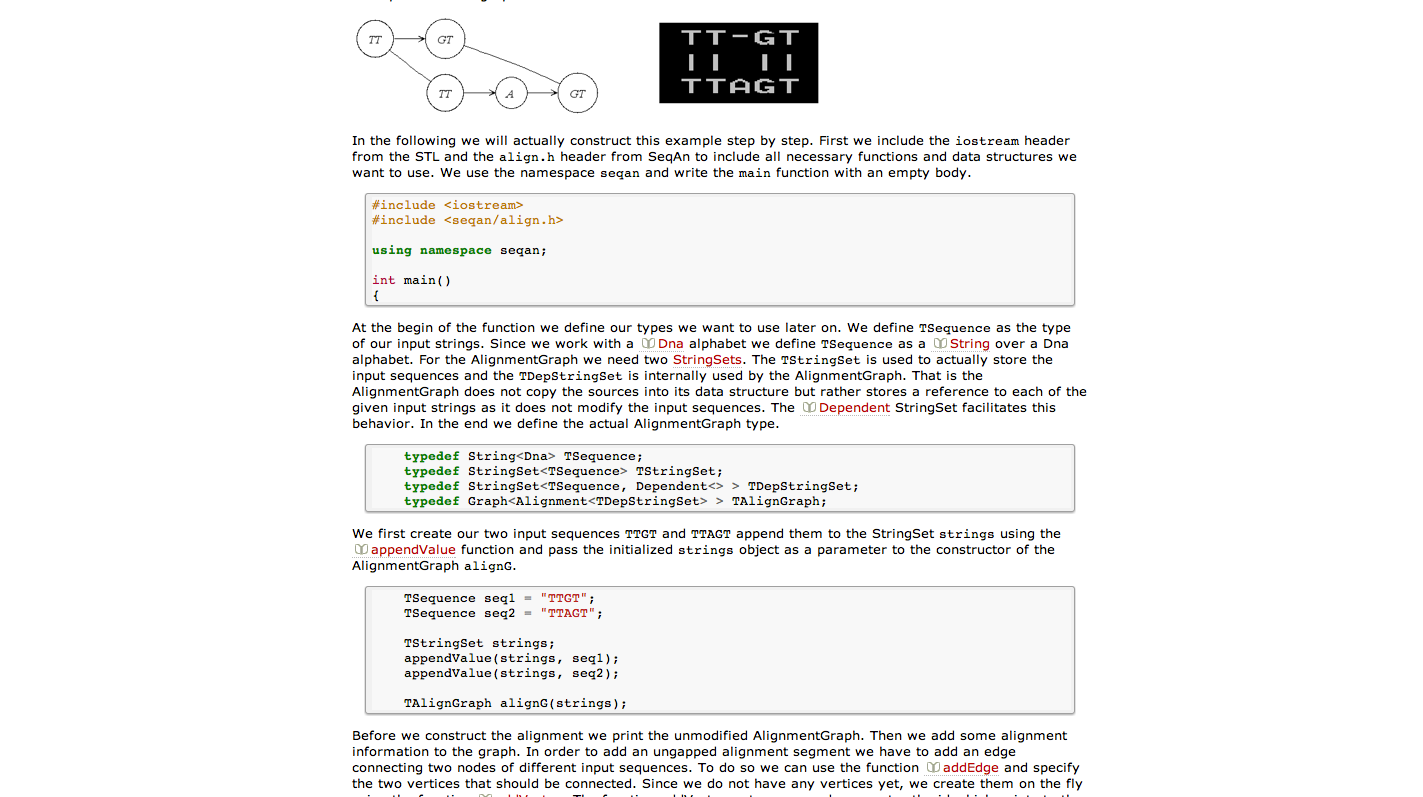 TT GT
TT A GT
TT-GT
|| ||
TTAGT
In the following we will actually construct this example step by step. First we include the iostream header
from the STL and the align.h header from SeqAn to include all necessary functions and data structures we
want to use. We use the namespace seqan and write the main function with an empty body.
#include <iostream>
#include <seqan/align.h>
using namespace seqan;
int main()
{
At the begin of the function we define our types we want to use later on. We define TSequence as the type
of our input strings. Since we work with a Dna alphabet we define TSequence as a String over a Dna
alphabet. For the AlignmentGraph we need two StringSets. The TStringSet is used to actually store the
input sequences and the TDepStringSet is internally used by the AlignmentGraph. That is the
AlignmentGraph does not copy the sources into its data structure but rather stores a reference to each of the
given input strings as it does not modify the input sequences. The Dependent StringSet facilitates this
behavior. In the end we define the actual AlignmentGraph type.
typedef String<Dna> TSequence;
typedef StringSet<TSequence> TStringSet;
typedef StringSet<TSequence, Dependent<> > TDepStringSet;
typedef Graph<Alignment<TDepStringSet> > TAlignGraph;
We first create our two input sequences TTGT and TTAGT append them to the StringSet strings using the
appendValue function and pass the initialized strings object as a parameter to the constructor of the
AlignmentGraph alignG.
TSequence seq1 = "TTGT";
TSequence seq2 = "TTAGT";
TStringSet strings;
appendValue(strings, seq1);
appendValue(strings, seq2);
TAlignGraph alignG(strings);
Before we construct the alignment we print the unmodified AlignmentGraph. Then we add some alignment
information to the graph. In order to add an ungapped alignment segment we have to add an edge
connecting two nodes of different input sequences. To do so we can use the function addEdge and specify
the two vertices that should be connected. Since we do not have any vertices yet, we create them on the fly